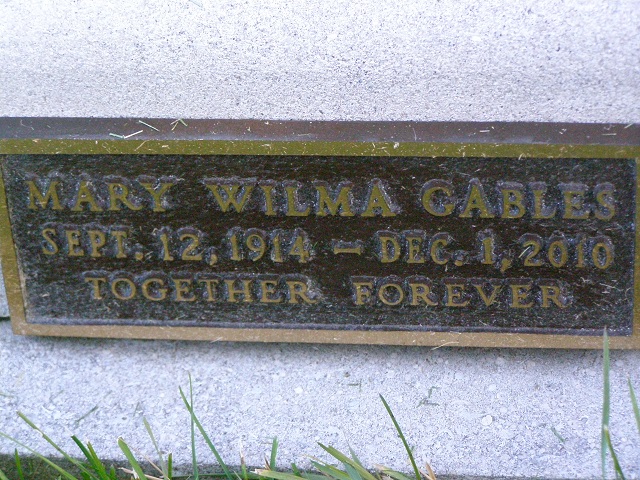 MARY WILMA GABLES
SEPT. 12, 1914 – DEC. 1, 2010
TOGETHER FOREVER